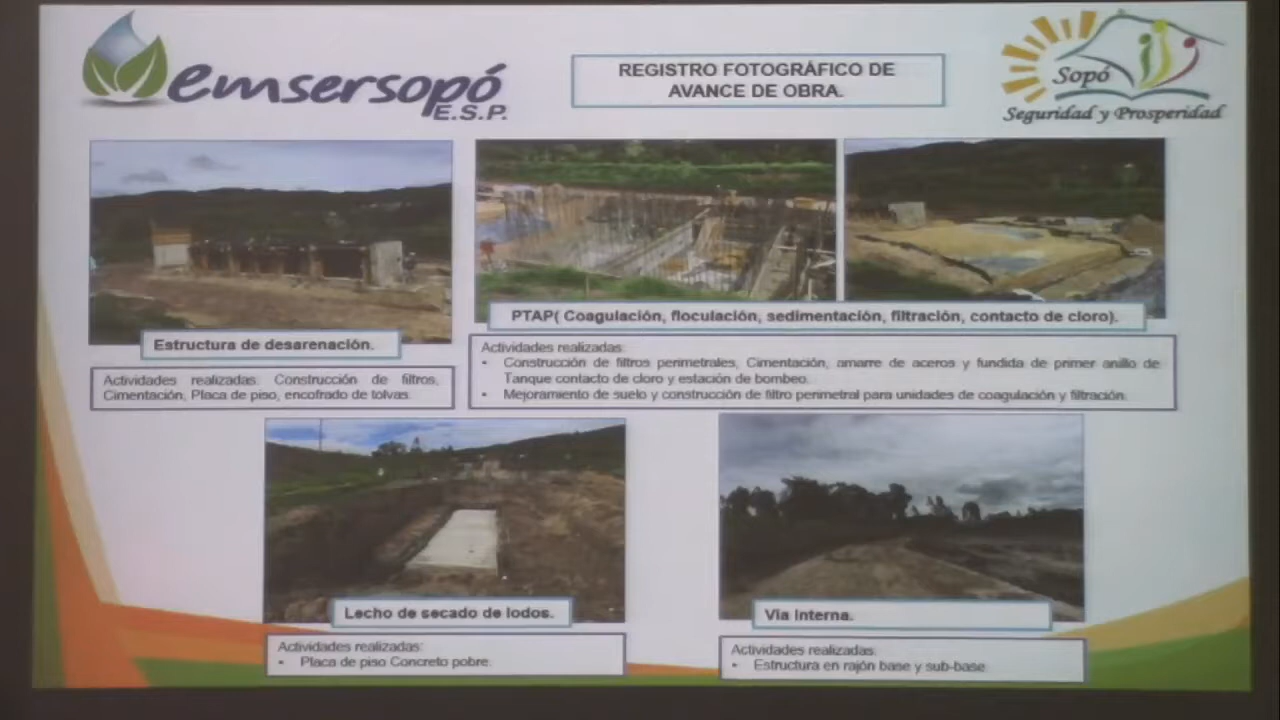 emsersopó
E.S.P.
REGISTRO FOTOGRÁFICO DE
AVANCE DE OBRA.
Sopó
Seguridad y Prosperidad
Estructura de desarenación.
Actividades realizadas: Construcción de filtros,
Cimentación, Placa de piso, encofrado de tolvas.
PTAP( Coagulación, floculación, sedimentación, filtración, contacto de cloro).
Actividades realizadas:
• Construcción de filtros perimetrales, Cimentación, amarre de aceros y fundida de primer anillo de
Tanque contacto de cloro y estación de bombeo.
• Mejoramiento de suelo y construcción de filtro perimetral para unidades de coagulación y filtración.
Lecho de secado de lodos.
Actividades realizadas:
• Placa de piso Concreto pobre.
Vía Interna.
Actividades realizadas:
• Estructura en rajón base y sub-base